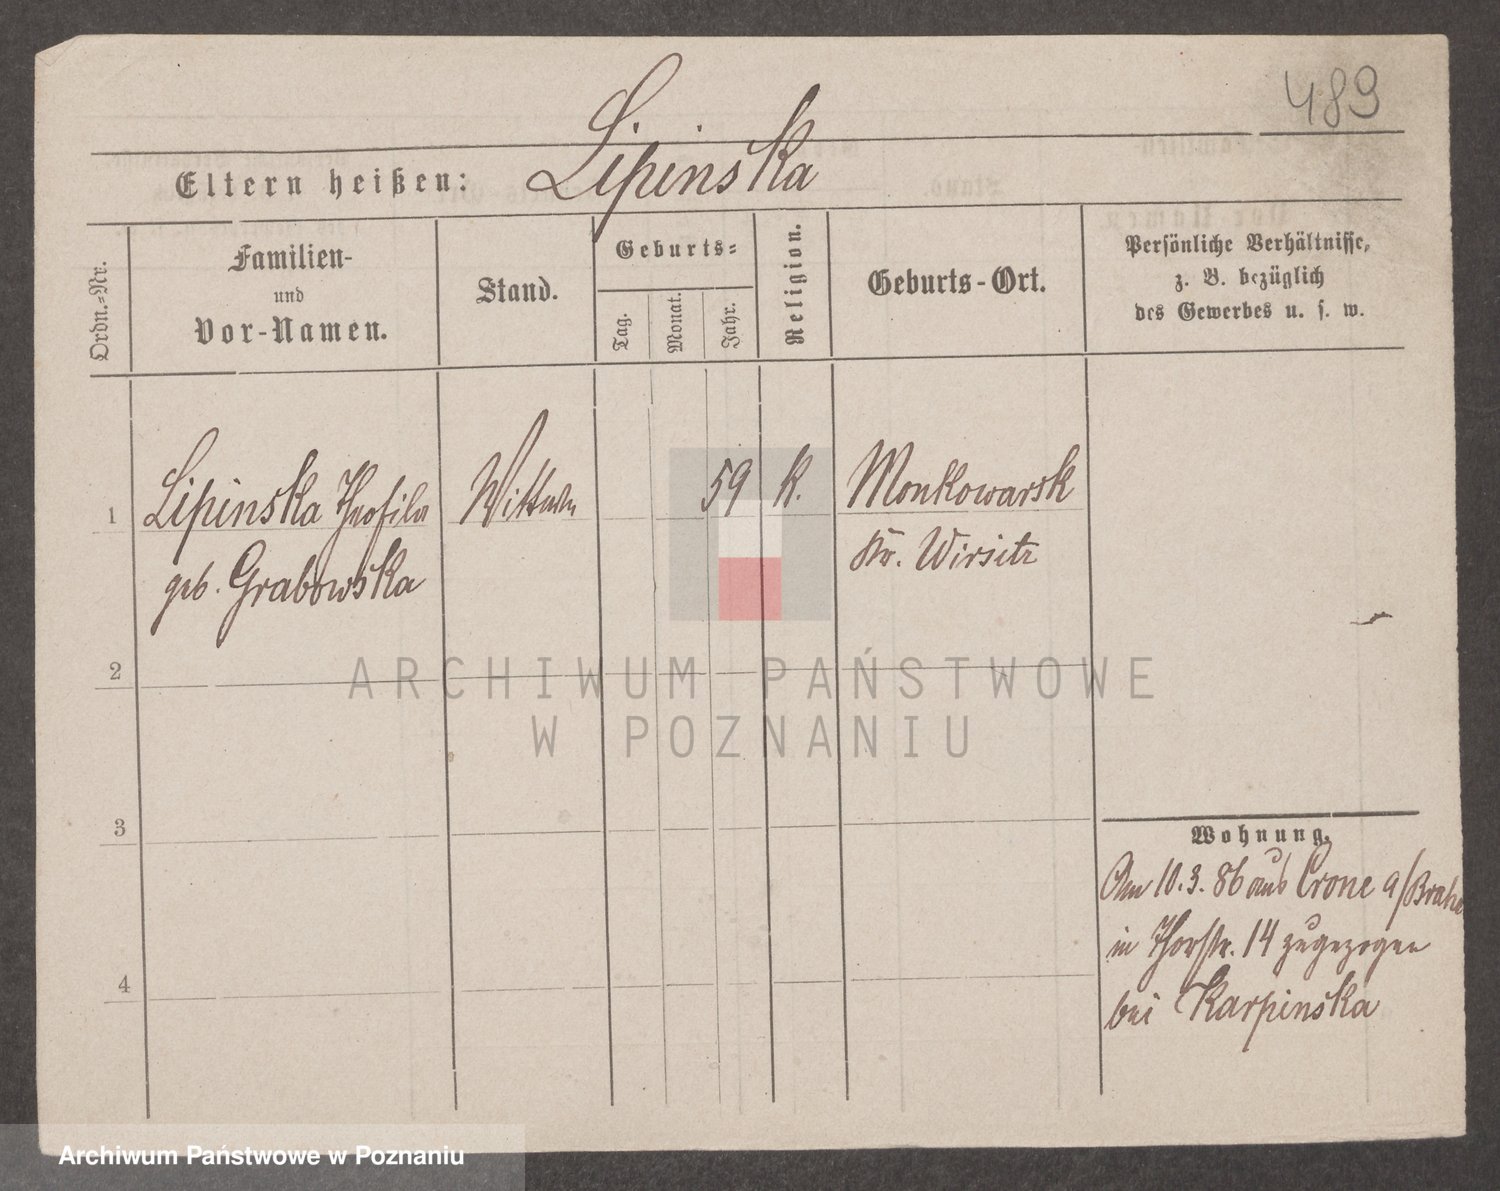 489
Lipinska
Eltern heißen:
Ordn.-Nr.
Familien-
und
Vor-Namen.
Stand.
Geburts-
Tag.
Monat.
Jahr.
Religion.
Geburts-Ort.
Persönliche Verhältnisse,
z. B. bezüglich
des Gewerbes u. s. w.
1
Lipinska Theofila
geb. Grabowska
Wittwe
59
k.
Monkowarsk
Kr. Wirsitz
2
3
4
Wohnung.
Am 10.3.86 aus Crone a/Brahe
in Thorstr. 14 zugezogen
bei Karpinska
ARCHIWUM PAŃSTWOWE
W POZNANIU
Archiwum Państwowe w Poznaniu